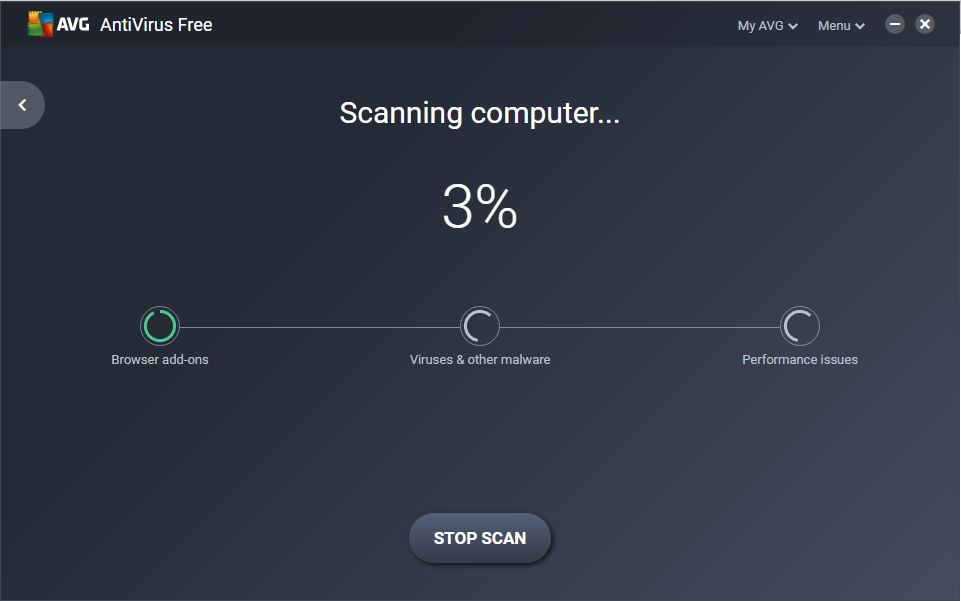 AVG AntiVirus Free
My AVG
Menu
Scanning computer...
3%
Browser add-ons
Viruses & other malware
Performance issues
STOP SCAN